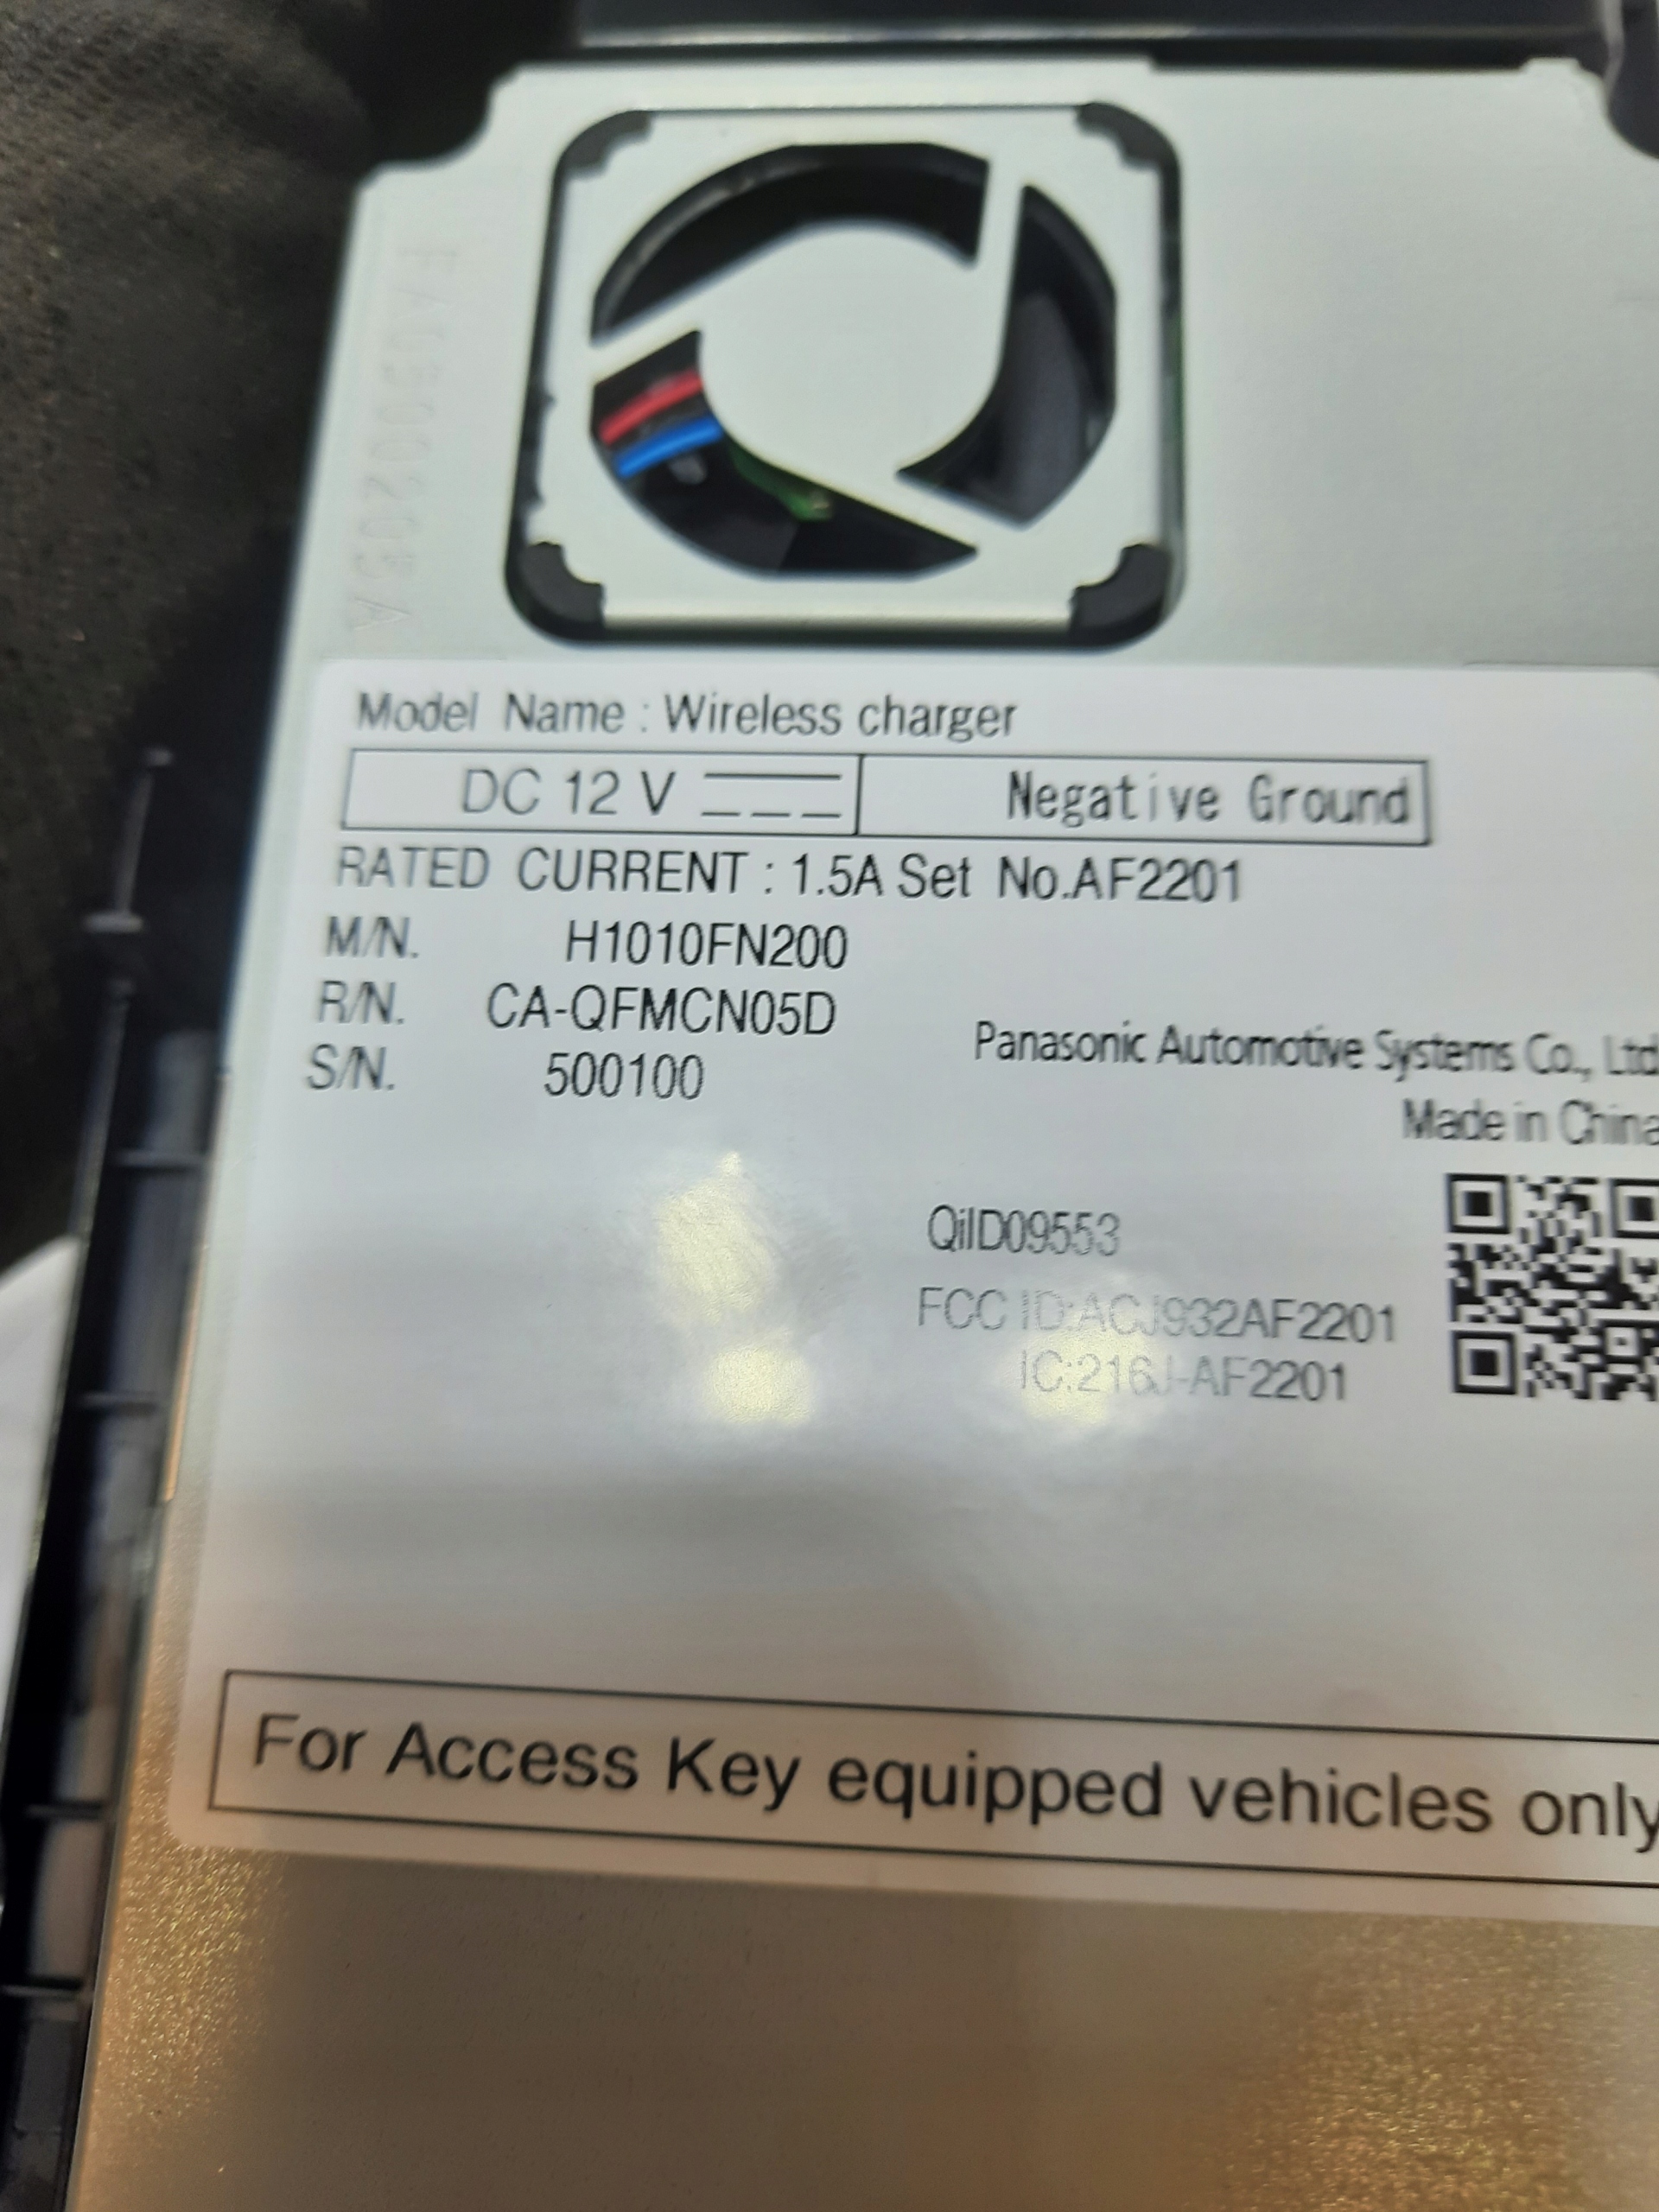 Model Name : Wireless charger
DC 12 V
Negative Ground
RATED CURRENT : 1.5A Set No.AF2201
M/N. H1010FN200
R/N. CA-QFMCN05D
S/N. 500100
Panasonic Automotive Systems Co., Ltd
Made in China
QiID09553
FCC ID:ACJ932AF2201
IC:216J-AF2201
For Access Key equipped vehicles only